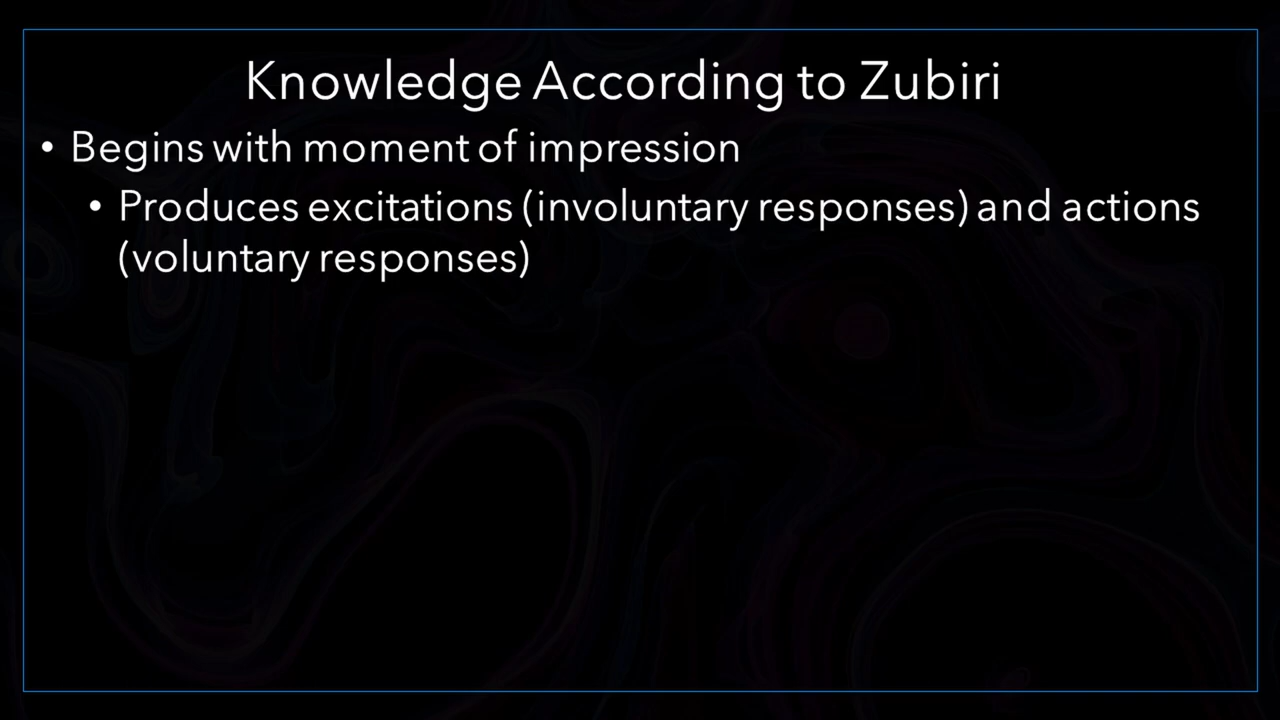 Knowledge According to Zubiri
• Begins with moment of impression
• Produces excitations (involuntary responses) and actions
(voluntary responses)